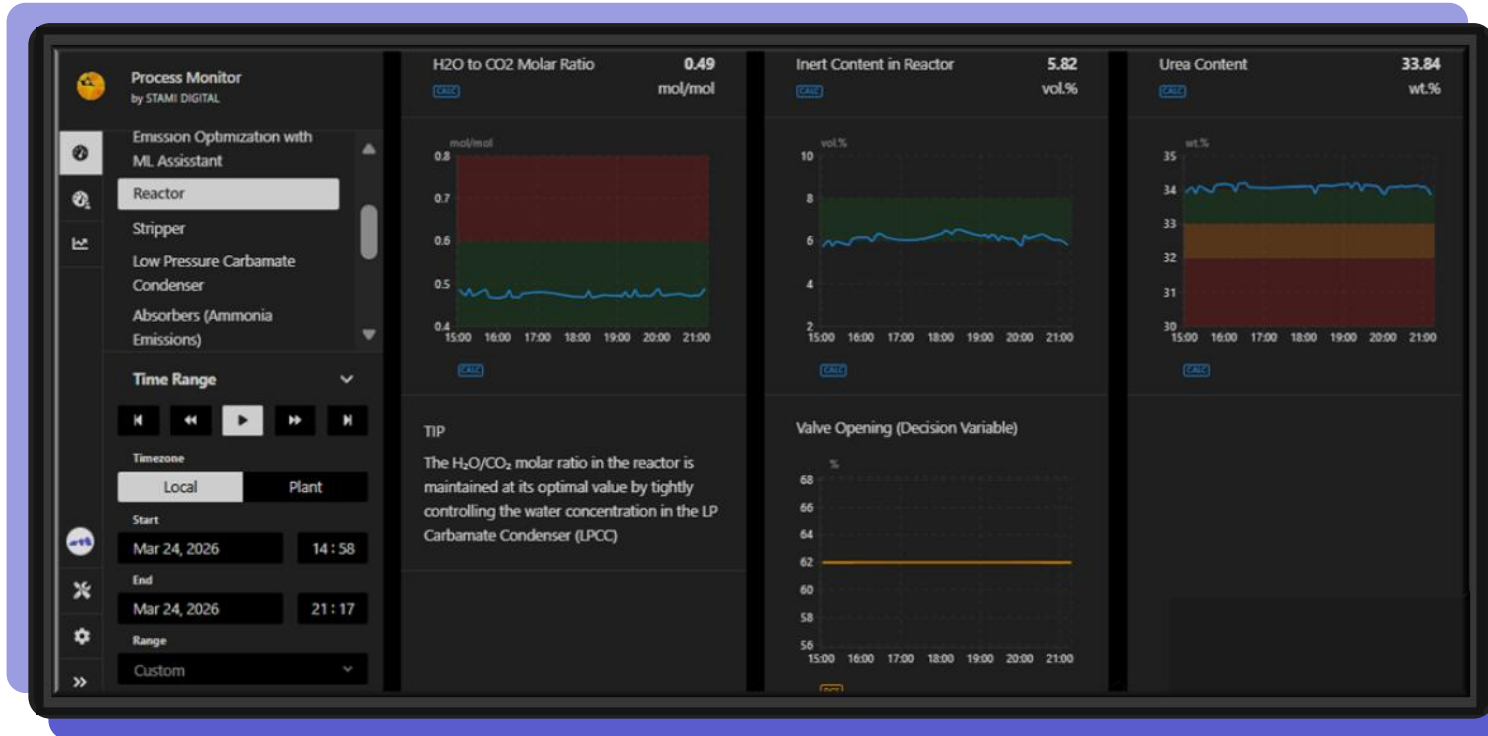 Process Monitor
by STAMI DIGITAL
Emission Optimization with
ML Assisstant
Reactor
Stripper
Low Pressure Carbamate
Condenser
Absorbers (Ammonia
Emissions)
Time Range
Timezone
Local Plant
Start
Mar 24, 2026 14:58
End
Mar 24, 2026 21:17
Range
Custom
H2O to CO2 Molar Ratio 0.49
CALC mol/mol
mol/mol
0.8
0.7
0.6
0.5
0.4
15:00 16:00 17:00 18:00 19:00 20:00 21:00
CALC
TIP
The H₂O/CO₂ molar ratio in the reactor is
maintained at its optimal value by tightly
controlling the water concentration in the LP
Carbamate Condenser (LPCC)
Inert Content in Reactor 5.82
CALC vol.%
vol.%
10
8
6
4
2
15:00 16:00 17:00 18:00 19:00 20:00 21:00
CALC
Valve Opening (Decision Variable)
%
68
66
64
62
60
58
56
15:00 16:00 17:00 18:00 19:00 20:00 21:00
Urea Content 33.84
CALC wt.%
wt.%
35
34
33
32
31
30
15:00 16:00 17:00 18:00 19:00 20:00 21:00
CALC